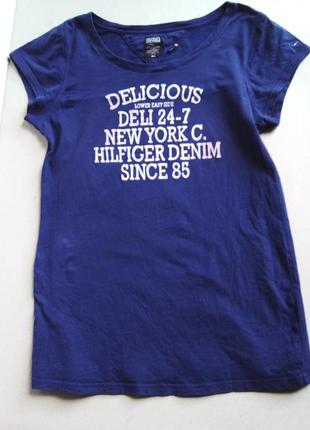 DELICIOUS
LOWER EAST SIDE
DELI 24-7
NEW YORK C.
HILFIGER DENIM
SINCE 85